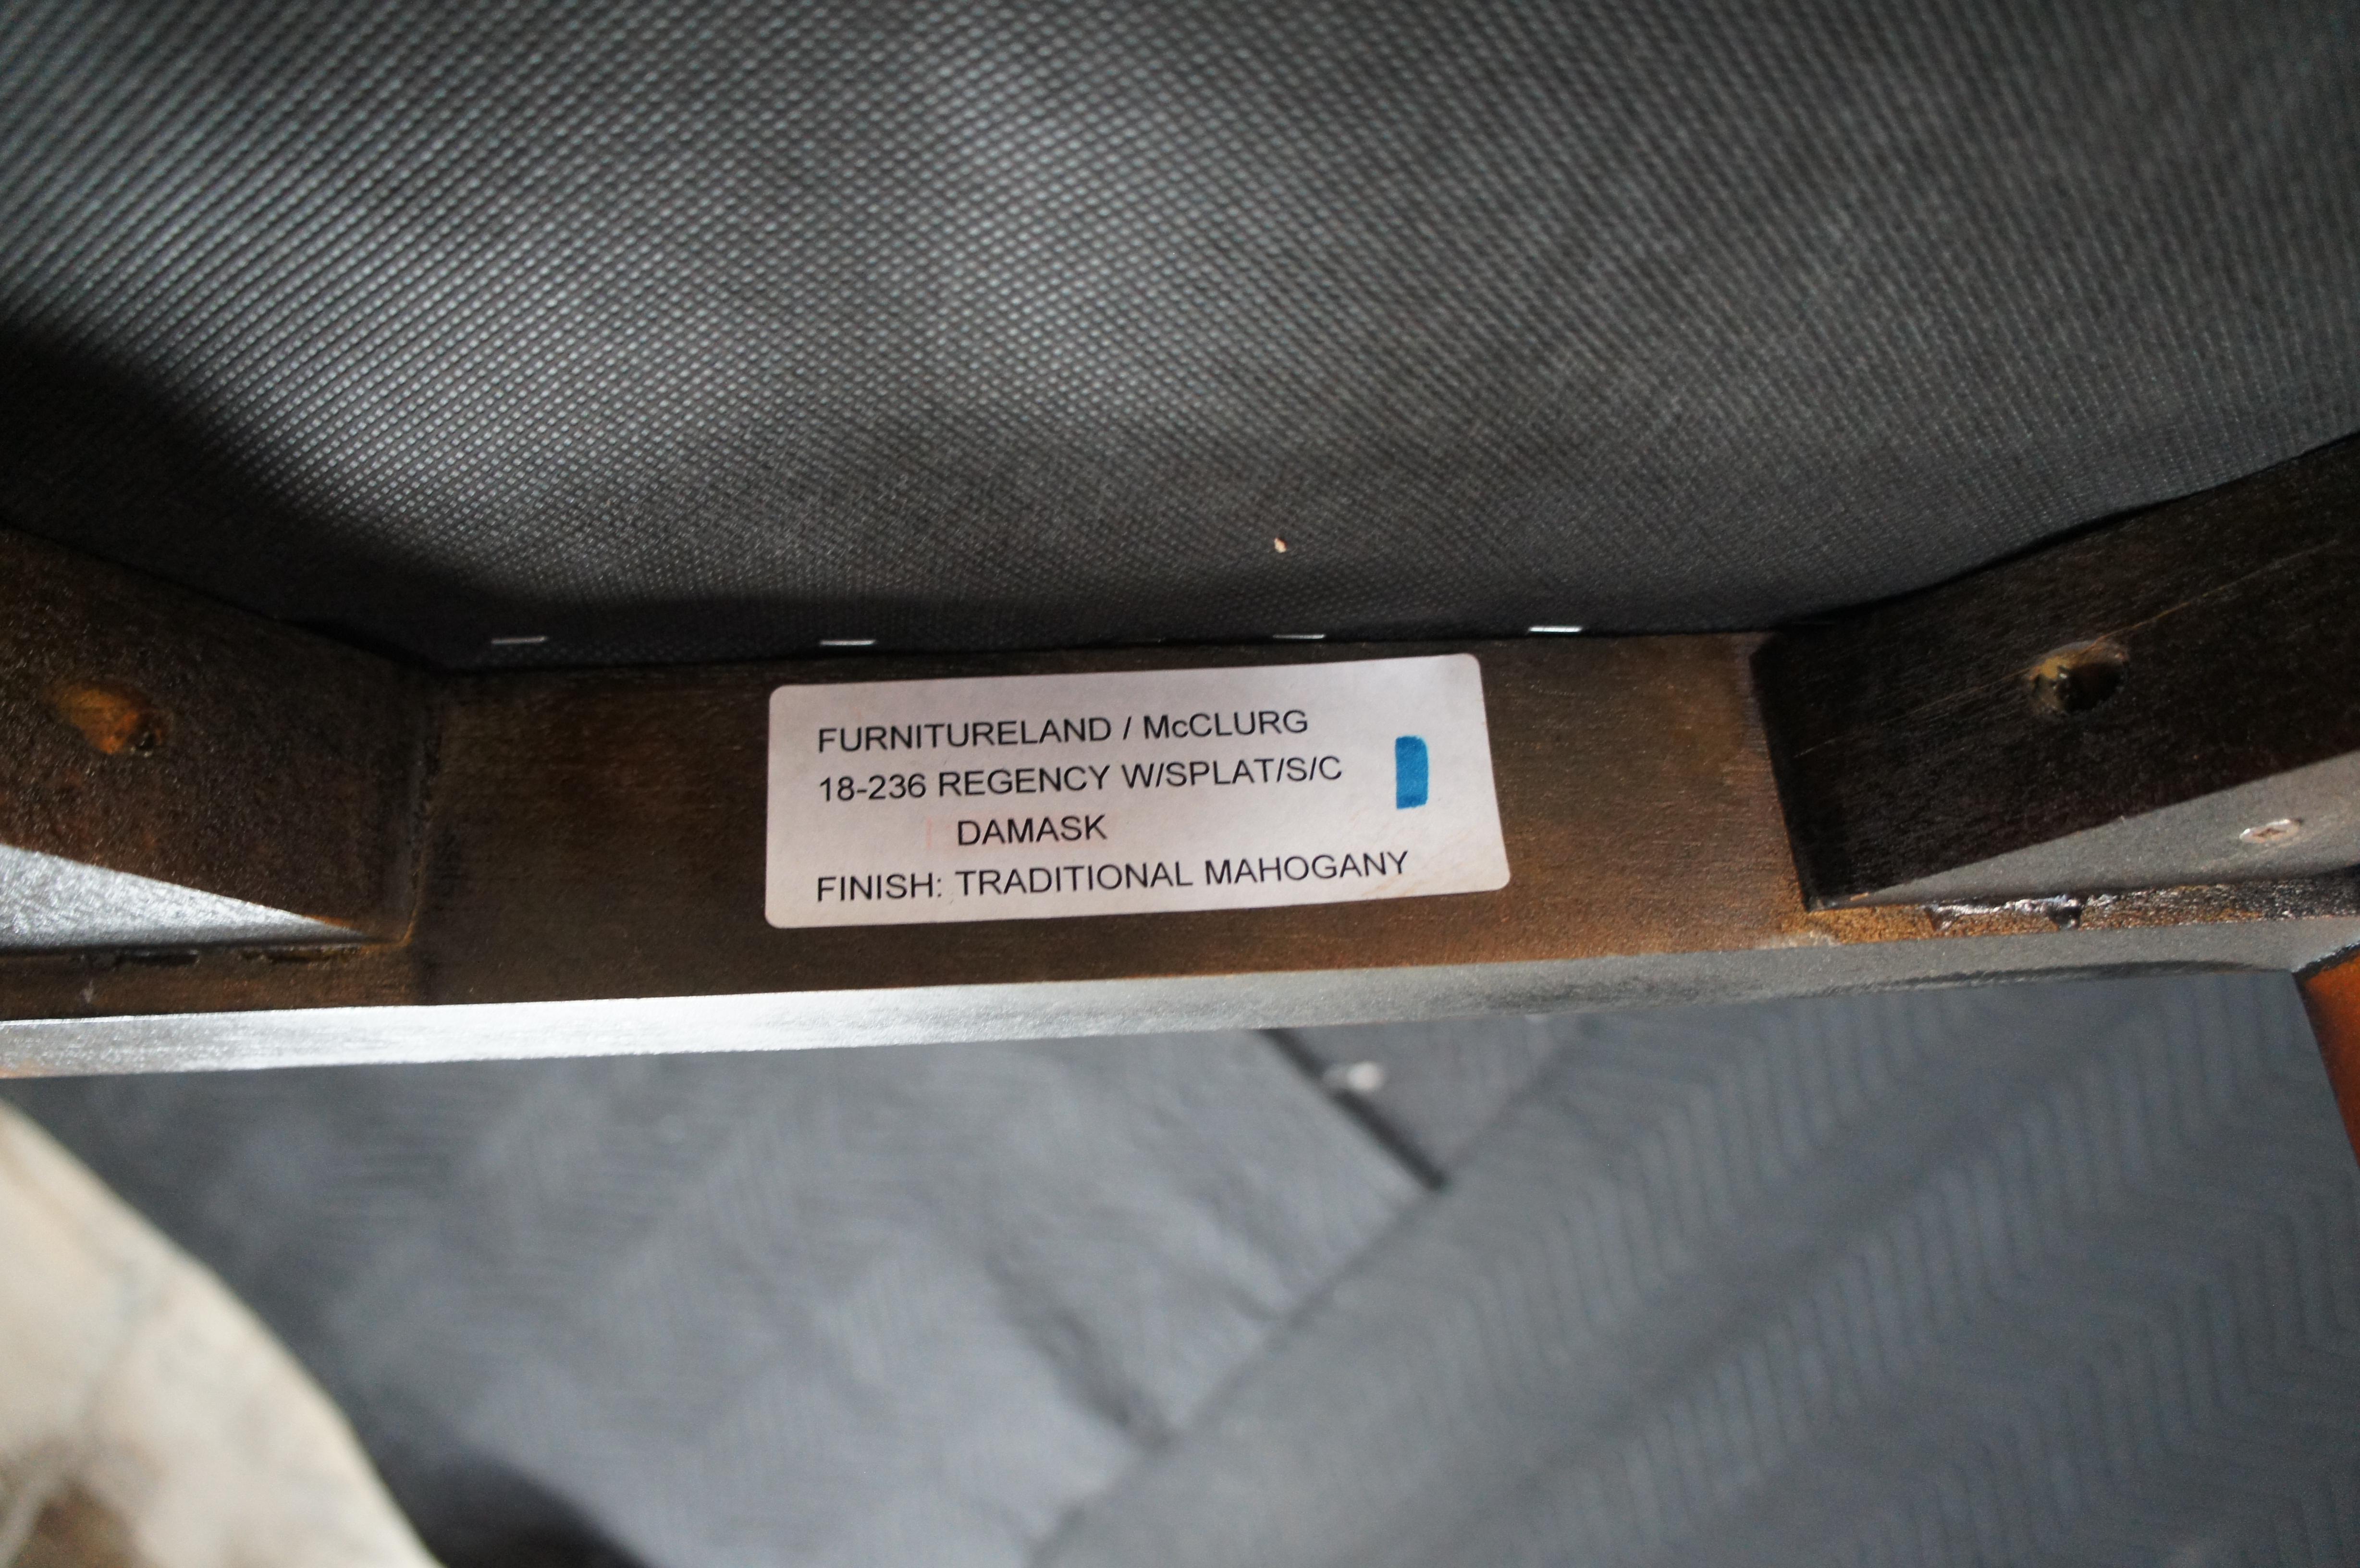 FURNITURELAND / McCLURG
18-236 REGENCY W/SPLAT/S/C
DAMASK
FINISH: TRADITIONAL MAHOGANY